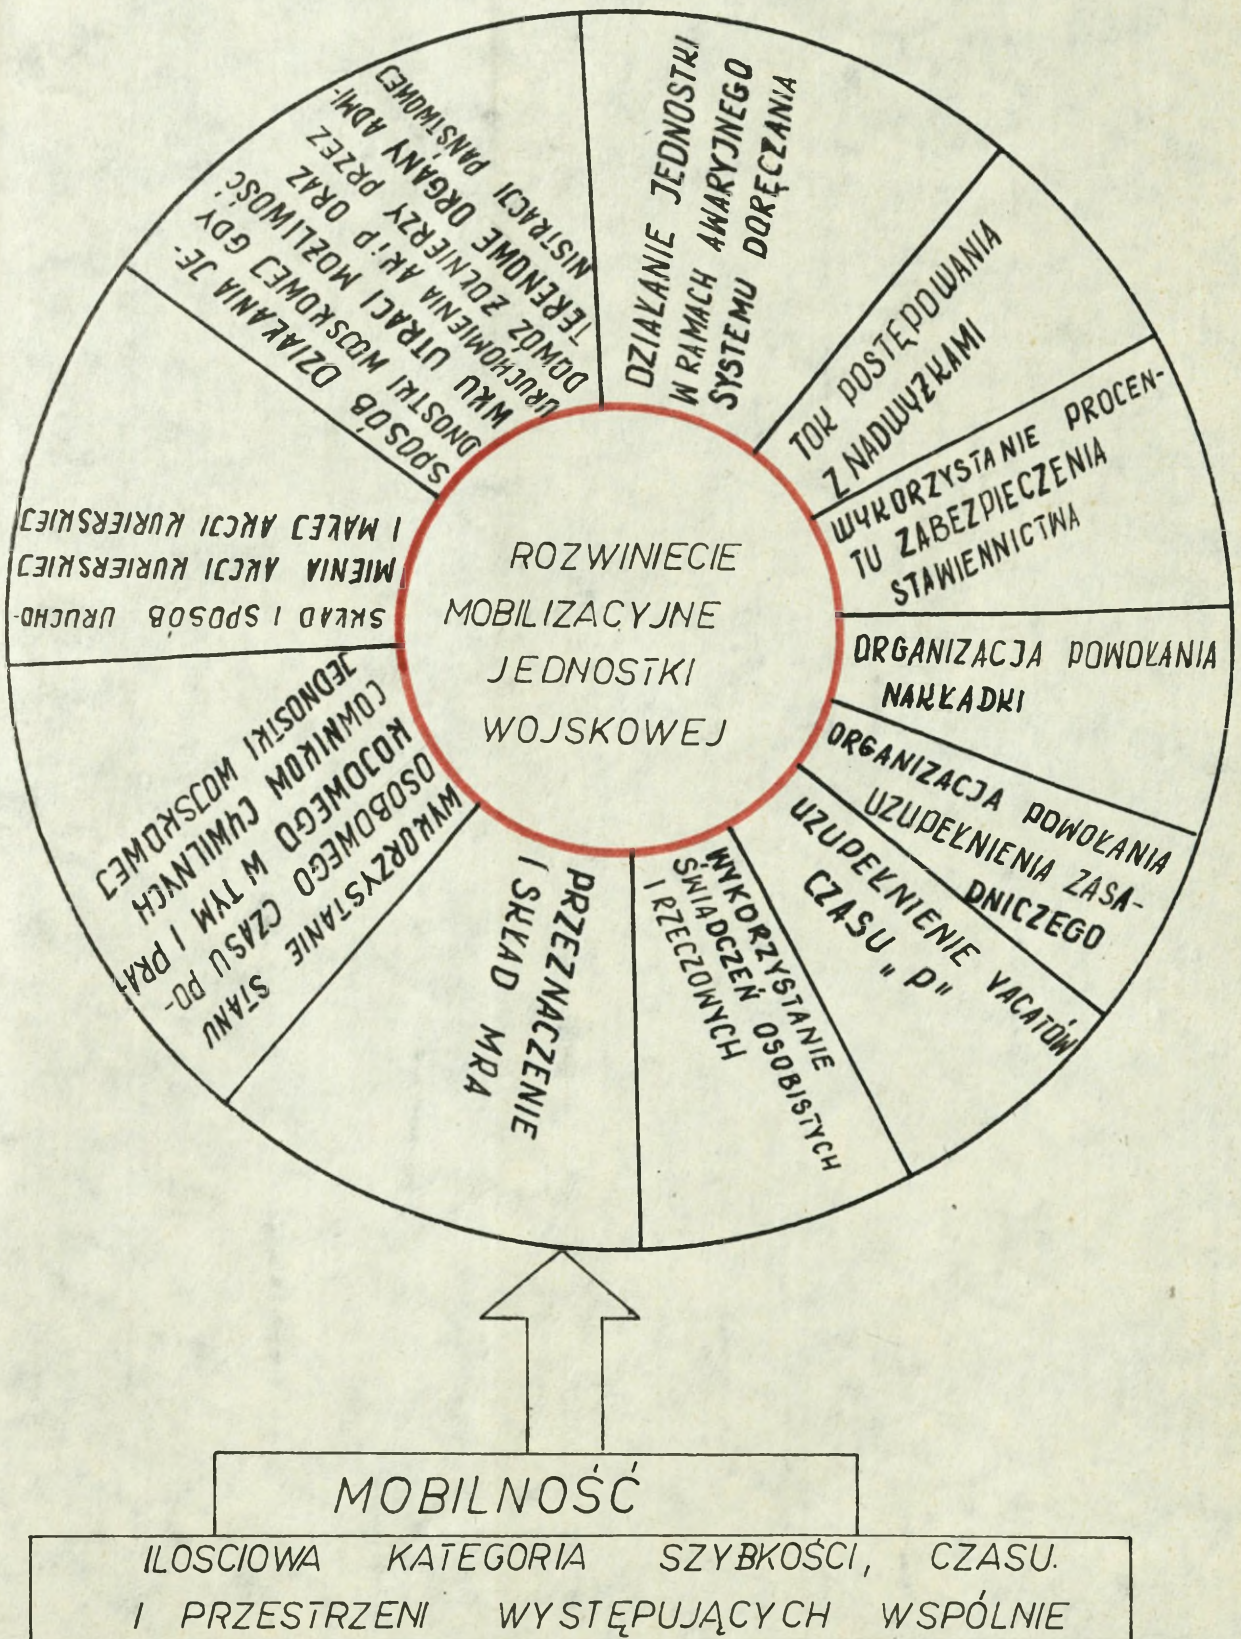 ROZWINIECIE
MOBILIZACYJNE
JEDNOSTKI
WOJSKOWEJ
DZIAŁANIE JEDNOSTKI
W RAMACH AWARYJNEGO
SYSTEMU DORĘCZANIA
TOK POSTĘPOWANIA
Z NADWYŻKAMI
WYKORZYSTANIE PROCEN-
TU ZABEZPIECZENIA
STAWIENNICTWA
ORGANIZACJA POWOŁANIA
NAKŁADKI
ORGANIZACJA POWOŁANIA
UZUPEŁNIENIA ZASA-
DNICZEGO
UZUPEŁNIENIE VACATÓW
CZASU „P"
WYKORZYSTANIE
ŚWIADCZEŃ OSOBISTYCH
I RZECZOWYCH
PRZEZNACZENIE
I SKŁAD MRA
WYKORZYSTANIE STANU
OSOBOWEGO CZASU PO-
KOJOWEGO W TYM I PRA-
COWNIKOW CYWILNYCH
JEDNOSTKI WOJSKOWEJ
SKŁAD I SPOSÓB URUCHO-
MIENIA AKCJI KURIERSKIEJ
I MAŁEJ AKCJI KURIERSKIEJ
SPOSÓB DZIAŁANIA JE-
DNOSTKI WOJSKOWEJ GDY
WKU UTRACI MOŻLIWOŚĆ
URUCHOMIENIA AK i P ORAZ
DOWÓZ ŻOŁNIERZY PRZEZ
TERENOWE ORGANY ADMI-
NISTRACJI PAŃSTWOWEJ
MOBILNOŚĆ
ILOSCIOWA KATEGORIA SZYBKOŚCI, CZASU.
I PRZESTRZENI WYSTĘPUJĄCYCH WSPÓLNIE